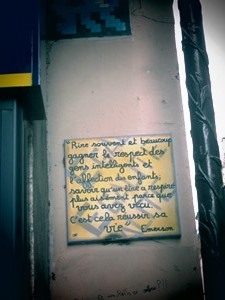 "Rire souvent et beaucoup
gagner le respect des
gens intelligents et
l'affection du enfants,
savoir qu'un être a respiré
plus aisément parce que
vous avez vécu.
C'est cela réussir sa
vie"
Emerson